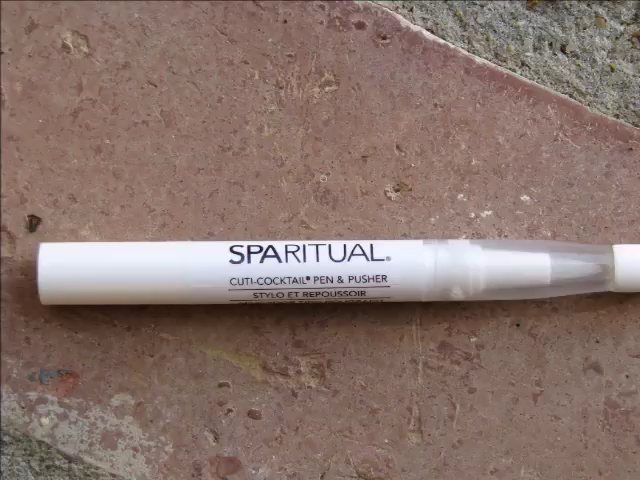 SPARITUAL®
CUTI-COCKTAIL® PEN & PUSHER
STYLO ET REPOUSSOIR